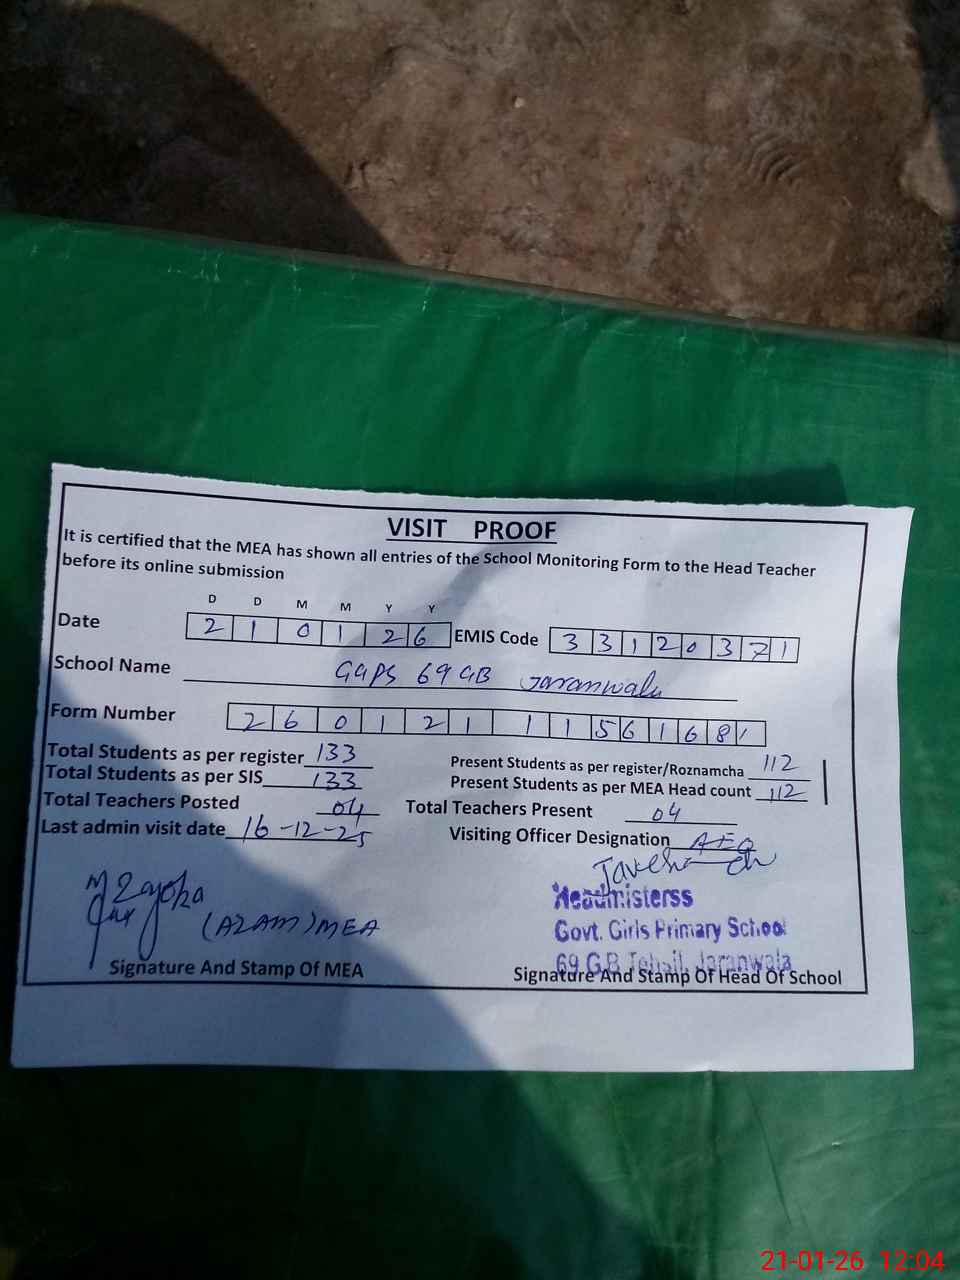 VISIT PROOF
It is certified that the MEA has shown all entries of the School Monitoring Form to the Head Teacher
before its online submission
D D M M Y Y
Date 2 1 0 1 2 6 EMIS Code 3 3 1 2 0 3 7 1
School Name GGPS 69 GB Jaranwala
Form Number 2 6 0 1 2 1 1 1 5 6 1 6 8 1
Total Students as per register 133 Present Students as per register/Roznamcha 112
Total Students as per SIS 133 Present Students as per MEA Head count 112
Total Teachers Posted 04 Total Teachers Present 04
Last admin visit date 16-12-25 Visiting Officer Designation AEO
(AZAM) MEA
Headmisterss
Govt. Girls Primary School
69 G.B Tehsil Jaranwala
Signature And Stamp Of MEA Signature And Stamp Of Head Of School
21-01-26 12:04